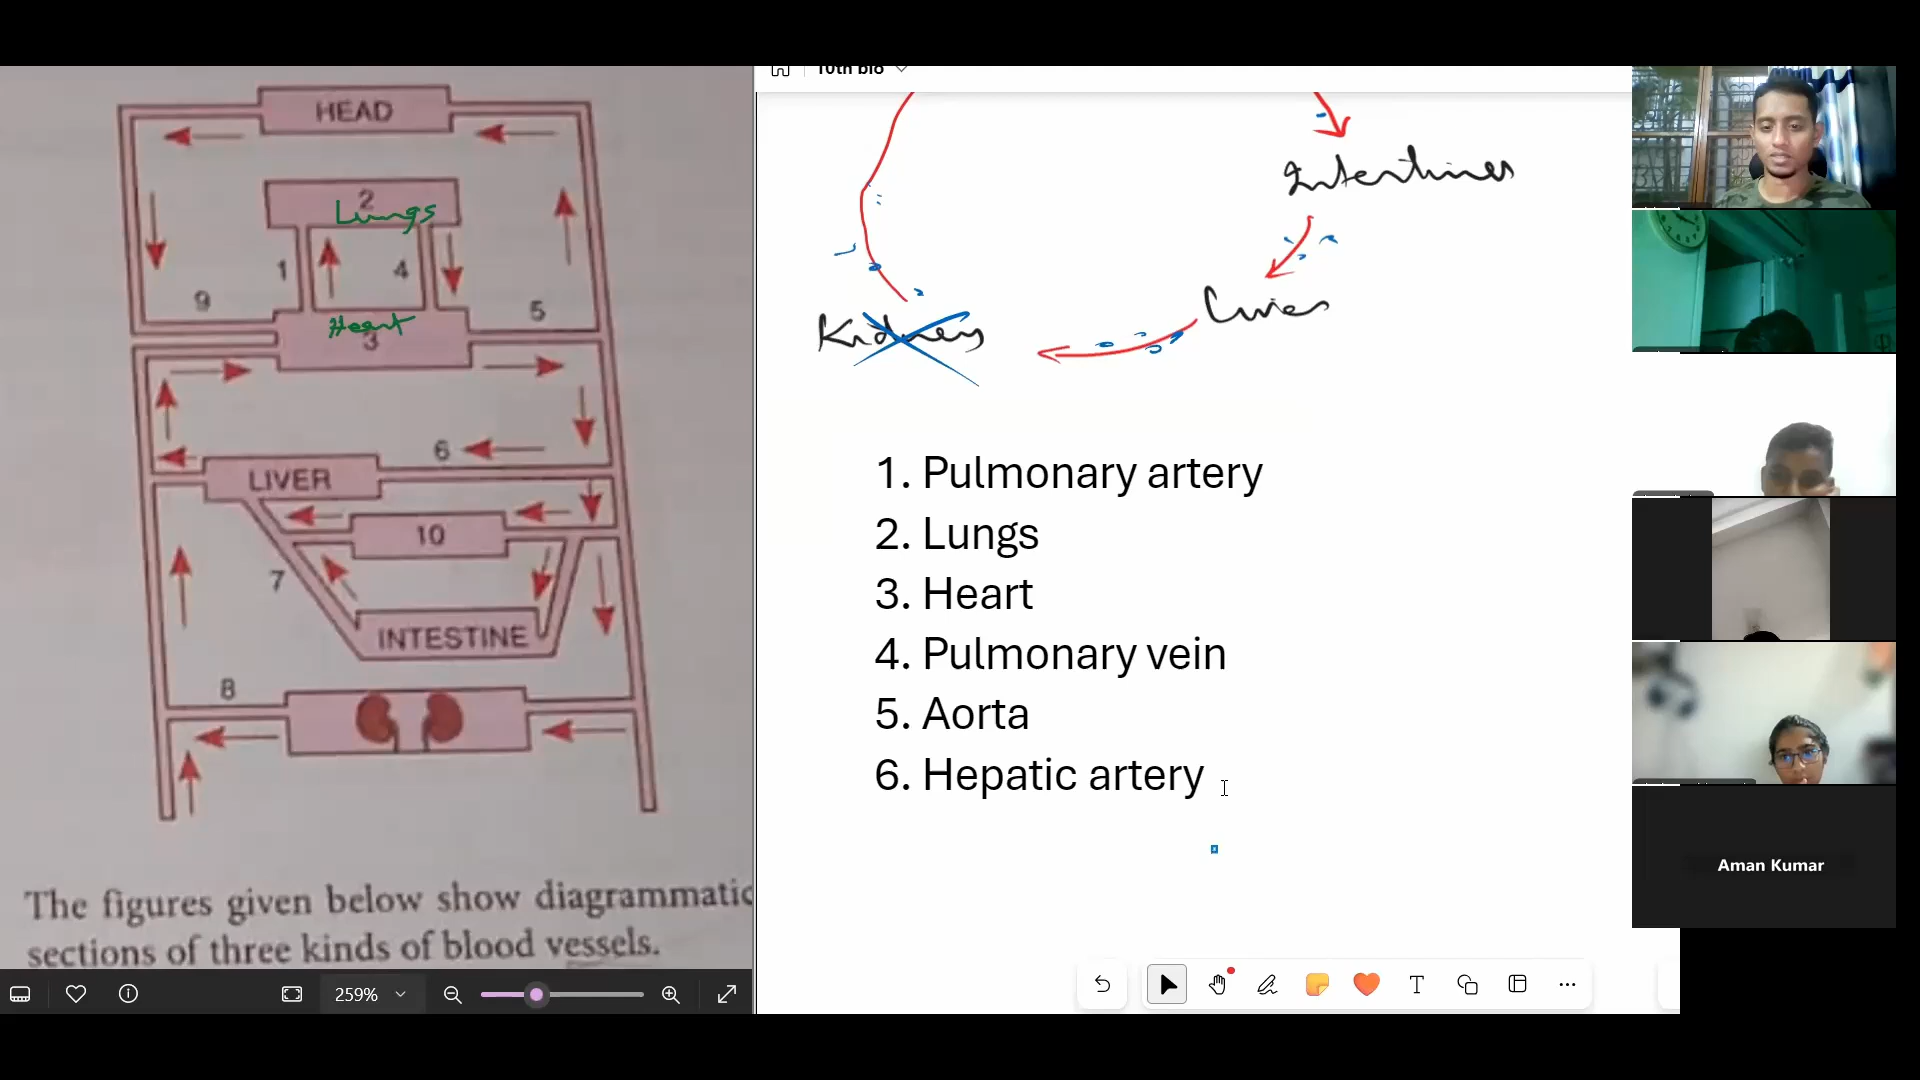 HEAD
2
Lungs
1
4
9
5
Heart
3
6
LIVER
10
7
INTESTINE
8
The figures given below show diagrammatic
sections of three kinds of blood vessels.
259%
10th bio
Intestines
Kidneys
1. Pulmonary artery
2. Lungs
3. Heart
4. Pulmonary vein
5. Aorta
6. Hepatic artery
Aman Kumar